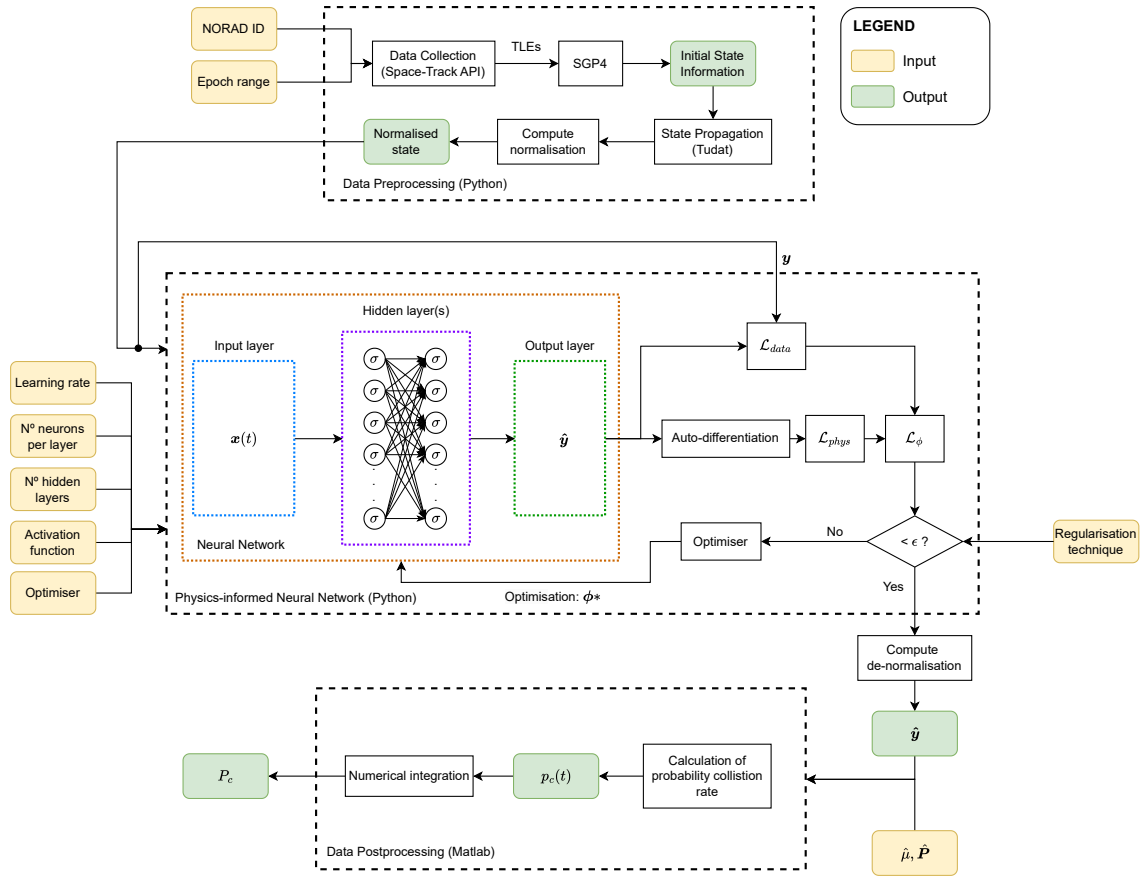 NORAD ID
Epoch range
Data Collection
(Space-Track API)
TLEs
SGP4
Initial State
Information
Normalised
state
Compute
normalisation
State Propagation
(Tudat)
Data Preprocessing (Python)
LEGEND
Input
Output
y
Hidden layer(s)
Input layer
Output layer
x(t)
σ σ
σ σ
σ σ
σ σ
. .
. .
. .
σ σ
ŷ
Neural Network
ℒdata
Auto-differentiation
ℒphys
ℒϕ
< ϵ ?
No
Yes
Optimiser
Optimisation: ϕ*
Physics-informed Neural Network (Python)
Learning rate
Nº neurons
per layer
Nº hidden
layers
Activation
function
Optimiser
Regularisation
technique
Compute
de-normalisation
ŷ
μ̂, P̂
Calculation of
probability collistion
rate
pc(t)
Numerical integration
Pc
Data Postprocessing (Matlab)